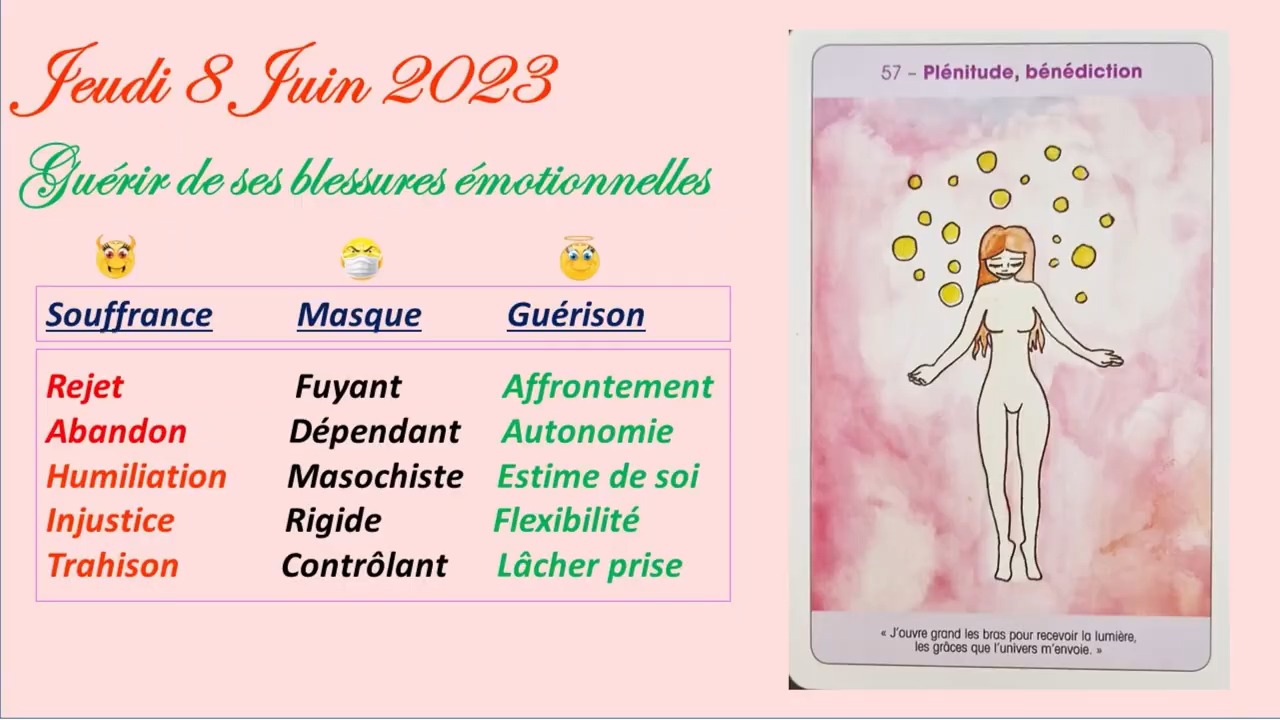 Jeudi 8 Juin 2023
Guérir de ses blessures émotionnelles
Souffrance Masque Guérison
Rejet Fuyant Affrontement
Abandon Dépendant Autonomie
Humiliation Masochiste Estime de soi
Injustice Rigide Flexibilité
Trahison Contrôlant Lâcher prise
57 - Plénitude, bénédiction
« J'ouvre grand les bras pour recevoir la lumière,
les grâces que l'univers m'envoie. »